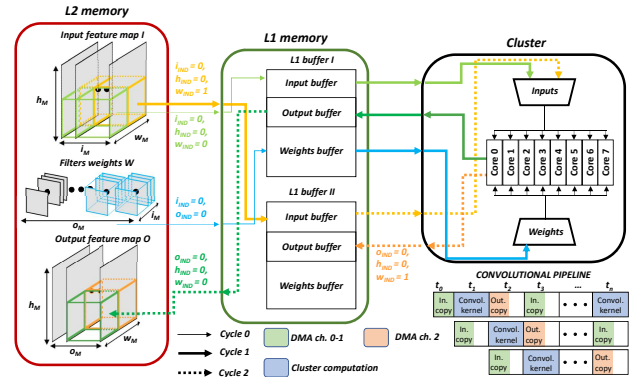 L2 memory
Input feature map I
h_M
i_M
w_M
Filters weights W
o_M
i_M
Output feature map O
h_M
o_M
w_M
i_IND = 0,
h_IND = 0,
w_IND = 1
i_IND = 0,
h_IND = 0,
w_IND = 0
i_IND = 0,
o_IND = 0
o_IND = 0,
h_IND = 0,
w_IND = 0
L1 memory
L1 buffer I
Input buffer
Output buffer
Weights buffer
L1 buffer II
Input buffer
Output buffer
Weights buffer
o_IND = 0,
h_IND = 0,
w_IND = 1
Cluster
Inputs
Core 0
Core 1
Core 2
Core 3
Core 4
Core 5
Core 6
Core 7
Weights
Cycle 0
Cycle 1
Cycle 2
DMA ch. 0-1
DMA ch. 2
Cluster computation
CONVOLUTIONAL PIPELINE
t_0 t_1 t_2 t_3 ... t_n
In. copy Convol. kernel Out. copy In. copy • • • Convol. kernel
In. copy Convol. kernel Out. copy • • • In. copy
In. copy Convol. kernel • • • Out. copy